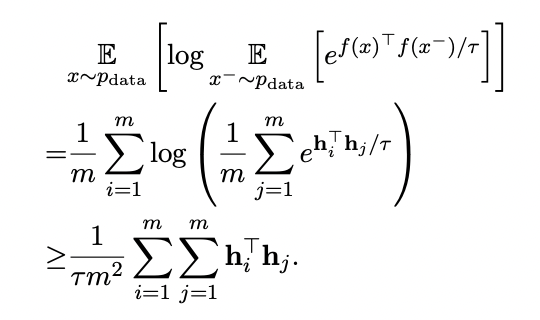 $\underset{x \sim p_{\text{data}}}{\mathbb{E}} \left[ \log \underset{x^- \sim p_{\text{data}}}{\mathbb{E}} \left[ e^{f(x)^\top f(x^-)/\tau} \right] \right]$
$= \frac{1}{m} \sum_{i=1}^{m} \log \left( \frac{1}{m} \sum_{j=1}^{m} e^{\mathbf{h}_i^\top \mathbf{h}_j/\tau} \right)$
$\geq \frac{1}{\tau m^2} \sum_{i=1}^{m} \sum_{j=1}^{m} \mathbf{h}_i^\top \mathbf{h}_j.$